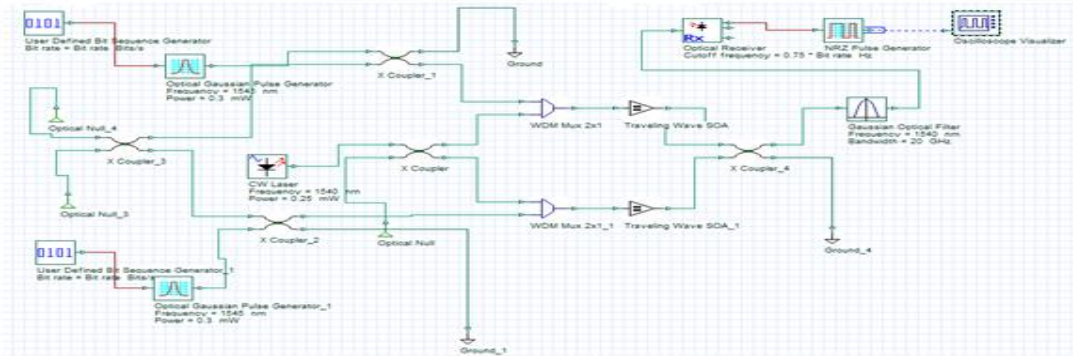 0101
User Defined Bit Sequence Generator
Bit rate = Bit rate Bits/s
Optical Gaussian Pulse Generator
Frequency = 1545 nm
Power = 0.3 mW
X Coupler_1
Ground
Rx
Optical Receiver
Cutoff frequency = 0.75 * Bit rate Hz
NRZ Pulse Generator
Oscilloscope Visualizer
Optical Null_4
X Coupler_3
Optical Null_3
CW Laser
Frequency = 1540 nm
Power = 0.25 mW
X Coupler
WDM Mux 2x1
Traveling Wave SOA
Gaussian Optical Filter
Frequency = 1540 nm
Bandwidth = 20 GHz
X Coupler_4
X Coupler_2
Optical Null
WDM Mux 2x1_1
Traveling Wave SOA_1
Ground_4
0101
User Defined Bit Sequence Generator_1
Bit rate = Bit rate Bits/s
Optical Gaussian Pulse Generator_1
Frequency = 1545 nm
Power = 0.3 mW
Ground_1